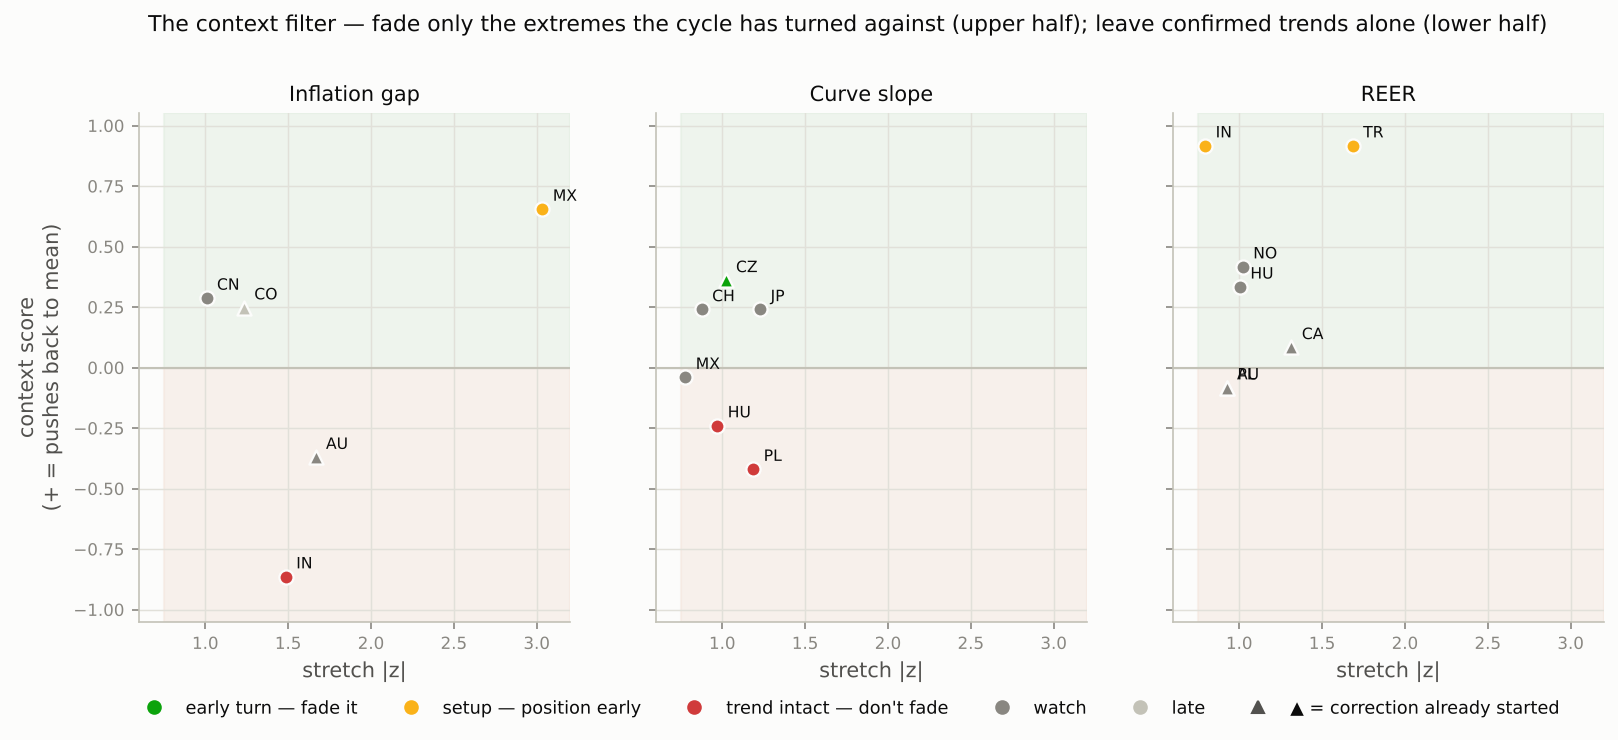 The context filter — fade only the extremes the cycle has turned against (upper half); leave confirmed trends alone (lower half)
Inflation gap
Curve slope
REER
context score
(+ = pushes back to mean)
1.00
0.75
0.50
0.25
0.00
−0.25
−0.50
−0.75
−1.00
MX
CN
CO
AU
IN
1.0 1.5 2.0 2.5 3.0
stretch |z|
CZ
CH
JP
MX
HU
PL
1.0 1.5 2.0 2.5 3.0
stretch |z|
IN
TR
NO
HU
CA
AU
1.0 1.5 2.0 2.5 3.0
stretch |z|
early turn — fade it setup — position early trend intact — don't fade watch late ▲ = correction already started